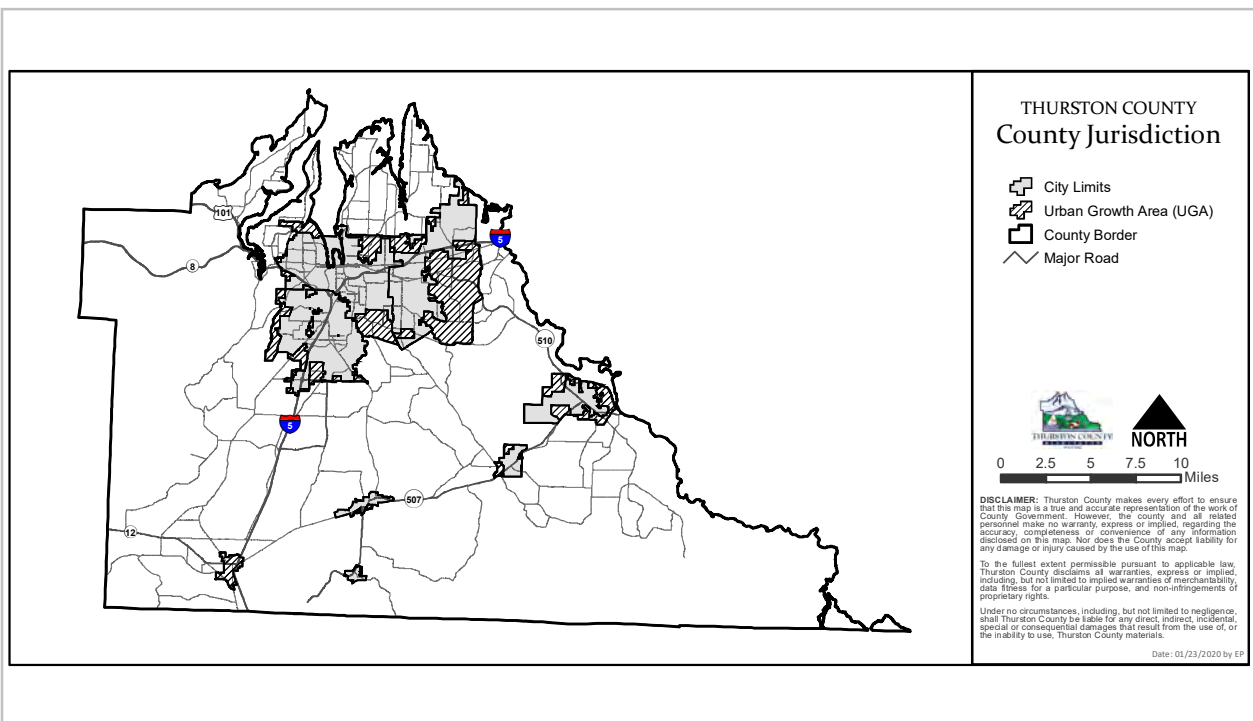 THURSTON COUNTY
County Jurisdiction
City Limits
Urban Growth Area (UGA)
County Border
Major Road
101
8
5
510
5
507
12
THURSTON COUNTY
NORTH
0 2.5 5 7.5 10
Miles
DISCLAIMER: Thurston County makes every effort to ensure
that this map is a true and accurate representation of the work of
County Government. However, the county and all related
personnel make no warranty, express or implied, regarding the
accuracy, completeness or convenience of any information
disclosed on this map. Nor does the County accept liability for
any damage or injury caused by the use of this map.
To the fullest extent permissible pursuant to applicable law,
Thurston County disclaims all warranties, express or implied,
including, but not limited to implied warranties of merchantability,
data fitness for a particular purpose, and non-infringements of
proprietary rights.
Under no circumstances, including, but not limited to negligence,
shall Thurston County be liable for any direct, indirect, incidental,
special or consequential damages that result from the use of, or
the inability to use, Thurston County materials.
Date: 01/23/2020 by EP